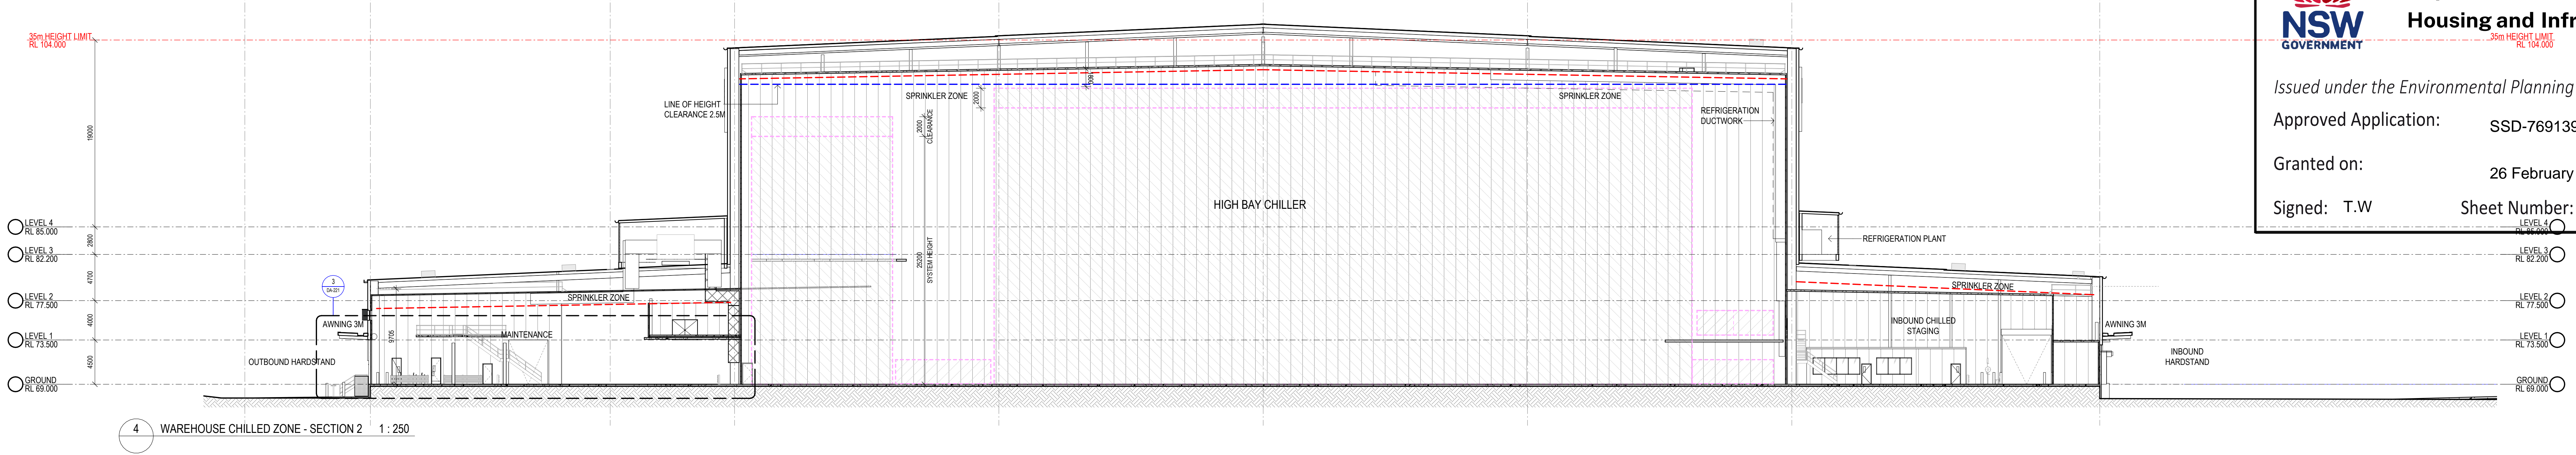 35m HEIGHT LIMIT
RL 104.000
19000
LEVEL 4
RL 85.000
2800
LEVEL 3
RL 82.200
4700
LEVEL 2
RL 77.500
4000
LEVEL 1
RL 73.500
4500
GROUND
RL 69.000
3
DA-221
AWNING 3M
OUTBOUND HARDSTAND
9705
MAINTENANCE
SPRINKLER ZONE
LINE OF HEIGHT
CLEARANCE 2.5M
SPRINKLER ZONE
2000
2000
CLEARANCE
25200
SYSTEM HEIGHT
HIGH BAY CHILLER
SPRINKLER ZONE
REFRIGERATION
DUCTWORK
REFRIGERATION PLANT
SPRINKLER ZONE
INBOUND CHILLED
STAGING
AWNING 3M
INBOUND
HARDSTAND
NSW
GOVERNMENT
Housing and Infr
35m HEIGHT LIMIT
RL 104.000
Issued under the Environmental Planning
Approved Application: SSD-769139
Granted on: 26 February
Signed: T.W Sheet Number:
LEVEL 4
RL 85.000
LEVEL 3
RL 82.200
LEVEL 2
RL 77.500
LEVEL 1
RL 73.500
GROUND
RL 69.000
4 WAREHOUSE CHILLED ZONE - SECTION 2 1 : 250